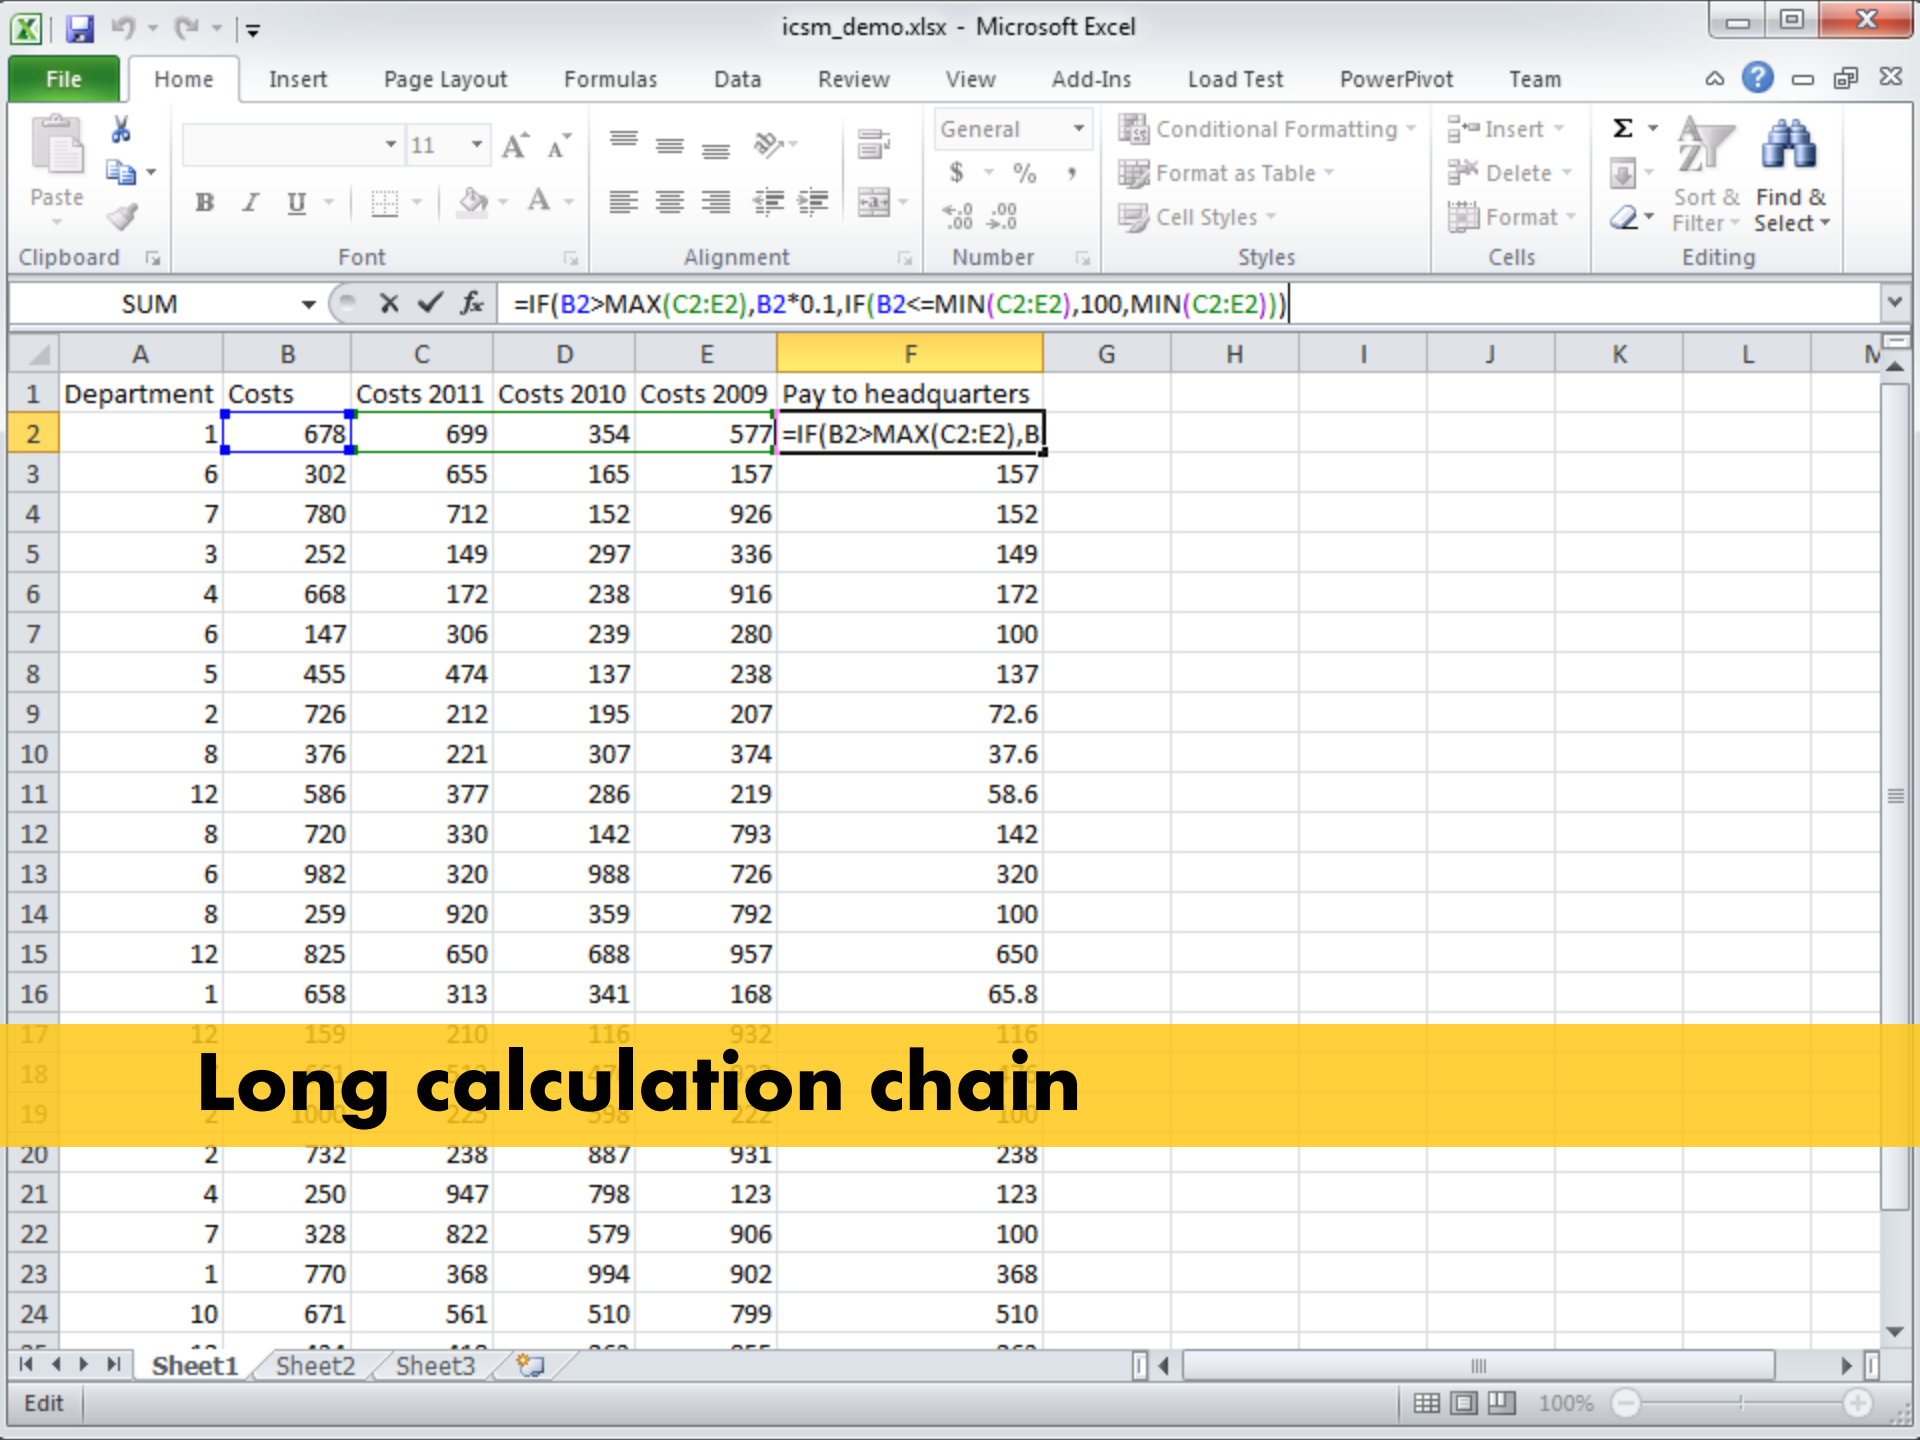 icsm_demo.xlsx - Microsoft Excel
File Home Insert Page Layout Formulas Data Review View Add-Ins Load Test PowerPivot Team
11 General Conditional Formatting Insert Σ
Paste $ % , Format as Table Delete Sort & Filter Find & Select
B I U A Cell Styles Format
Clipboard Font Alignment Number Styles Cells Editing
SUM fx =IF(B2>MAX(C2:E2),B2*0.1,IF(B2<=MIN(C2:E2),100,MIN(C2:E2)))
A B C D E F G H I J K L M
1 Department Costs Costs 2011 Costs 2010 Costs 2009 Pay to headquarters
2 1 678 699 354 577 =IF(B2>MAX(C2:E2),B
3 6 302 655 165 157 157
4 7 780 712 152 926 152
5 3 252 149 297 336 149
6 4 668 172 238 916 172
7 6 147 306 239 280 100
8 5 455 474 137 238 137
9 2 726 212 195 207 72.6
10 8 376 221 307 374 37.6
11 12 586 377 286 219 58.6
12 8 720 330 142 793 142
13 6 982 320 988 726 320
14 8 259 920 359 792 100
15 12 825 650 688 957 650
16 1 658 313 341 168 65.8
17 12 159 210 116 932 116
18
Long calculation chain
19
20 2 732 238 887 931 238
21 4 250 947 798 123 123
22 7 328 822 579 906 100
23 1 770 368 994 902 368
24 10 671 561 510 799 510
Sheet1 Sheet2 Sheet3
Edit 100%